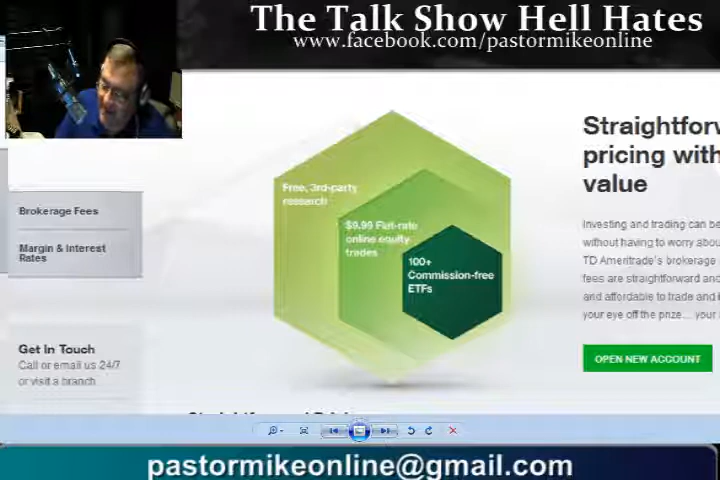 The Talk Show Hell Hates
www.facebook.com/pastormikeonline
Straightforw
pricing with
value
Free, 3rd-party
research
$9.99 Flat-rate
online equity
trades
100+
Commission-free
ETFs
Brokerage Fees
Margin & Interest
Rates
Investing and trading can be
without having to worry abou
TD Ameritrade's brokerage
fees are straightforward and
and affordable to trade and i
your eye off the prize... your
Get In Touch
Call or email us 24/7
or visit a branch
OPEN NEW ACCOUNT
pastormikeonline@gmail.com